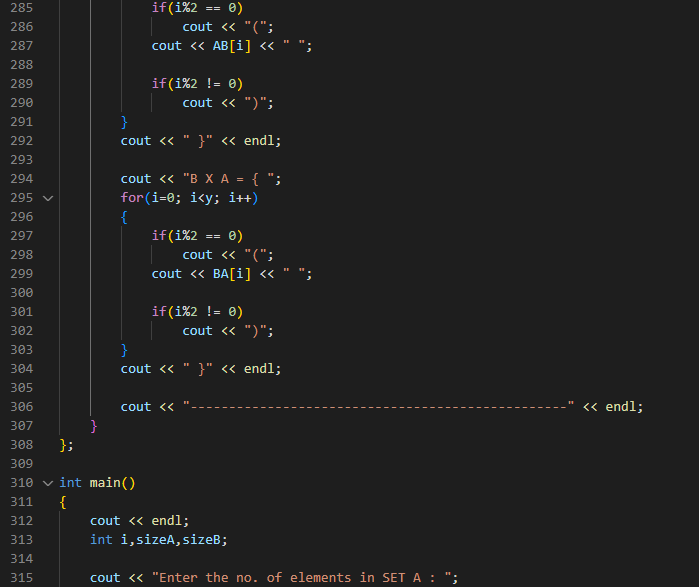 285 if(i%2 == 0)
286 cout << "(";
287 cout << AB[i] << " ";
288
289 if(i%2 != 0)
290 cout << ")";
291 }
292 cout << " }" << endl;
293
294 cout << "B X A = { ";
295 for(i=0; i<y; i++)
296 {
297 if(i%2 == 0)
298 cout << "(";
299 cout << BA[i] << " ";
300
301 if(i%2 != 0)
302 cout << ")";
303 }
304 cout << " }" << endl;
305
306 cout << "-------------------------------------------------" << endl;
307 }
308 };
309
310 int main()
311 {
312 cout << endl;
313 int i,sizeA,sizeB;
314
315 cout << "Enter the no. of elements in SET A : ";